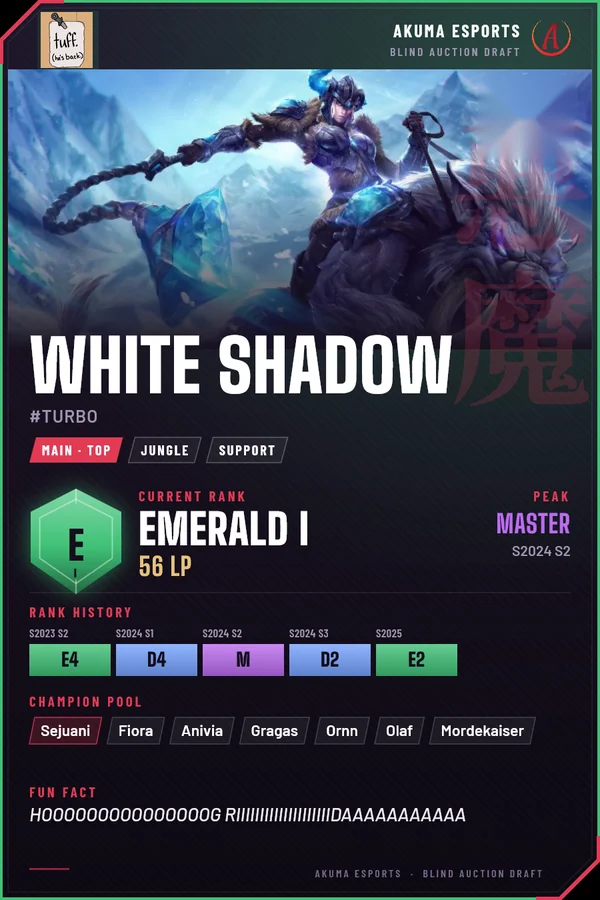 tuff.
(he's back)
AKUMA ESPORTS
BLIND AUCTION DRAFT
A
悪
魔
WHITE SHADOW
#TURBO
MAIN · TOP
JUNGLE
SUPPORT
E
I
CURRENT RANK
EMERALD I
56 LP
PEAK
MASTER
S2024 S2
RANK HISTORY
S2023 S2 S2024 S1 S2024 S2 S2024 S3 S2025
E4 D4 M D2 E2
CHAMPION POOL
Sejuani Fiora Anivia Gragas Ornn Olaf Mordekaiser
FUN FACT
HOOOOOOOOOOOOOOOG RIIIIIIIIIIIIIIIIIIIIDAAAAAAAAAAA
AKUMA ESPORTS · BLIND AUCTION DRAFT